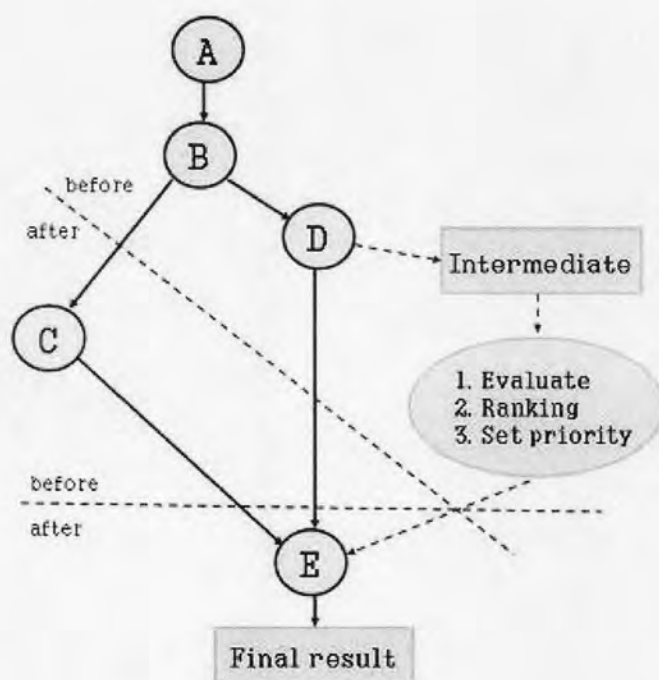 A
B
before
after
D
Intermediate
C
1. Evaluate
2. Ranking
3. Set priority
before
after
E
Final result